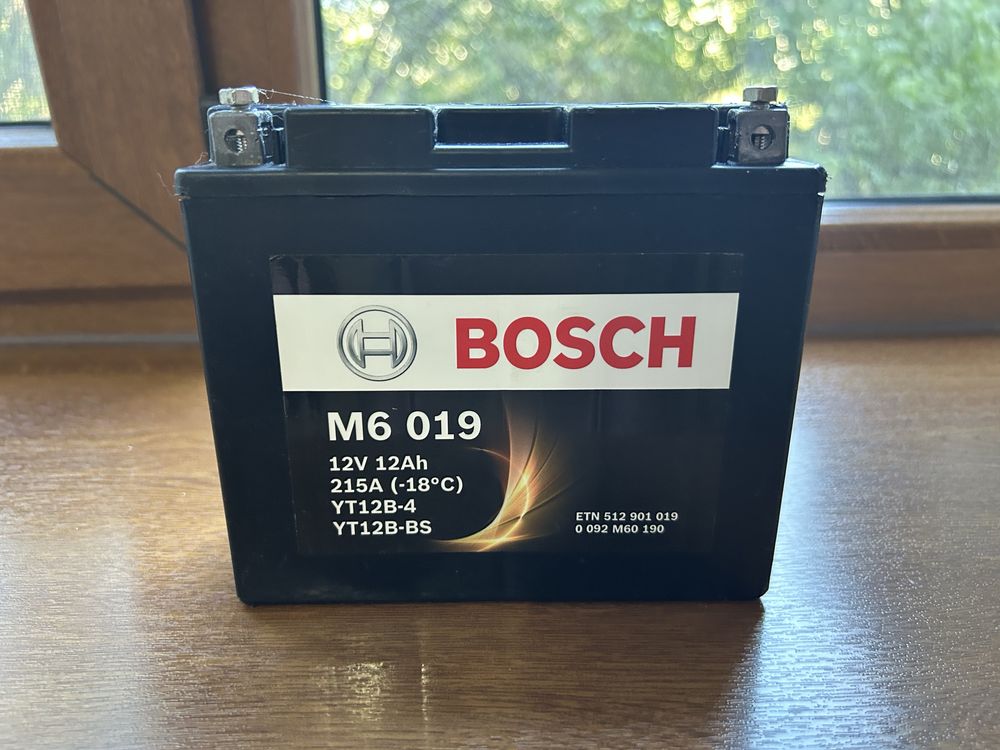 BOSCH
M6 019
12V 12Ah
215A (-18°C)
YT12B-4
YT12B-BS
ETN 512 901 019
0 092 M60 190